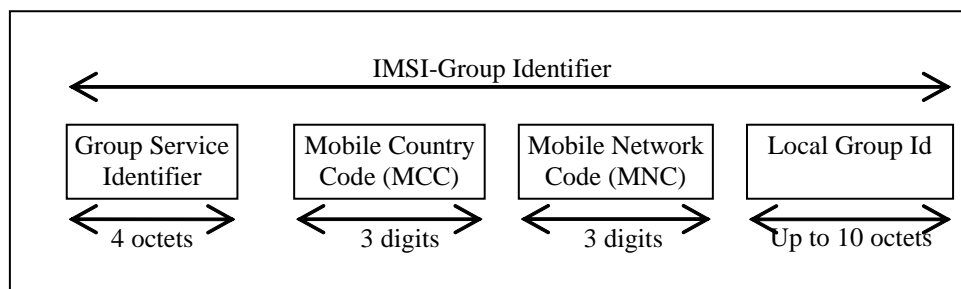 IMSI-Group Identifier
Group Service
Identifier
Mobile Country
Code (MCC)
Mobile Network
Code (MNC)
Local Group Id
4 octets
3 digits
3 digits
Up to 10 octets